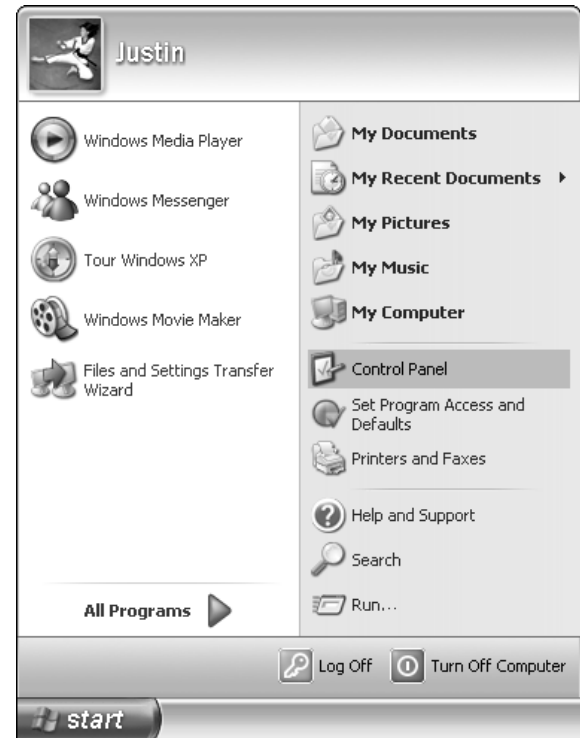 Justin
Windows Media Player
Windows Messenger
Tour Windows XP
Windows Movie Maker
Files and Settings Transfer
Wizard
All Programs
My Documents
My Recent Documents
My Pictures
My Music
My Computer
Control Panel
Set Program Access and
Defaults
Printers and Faxes
Help and Support
Search
Run...
Log Off
Turn Off Computer
start